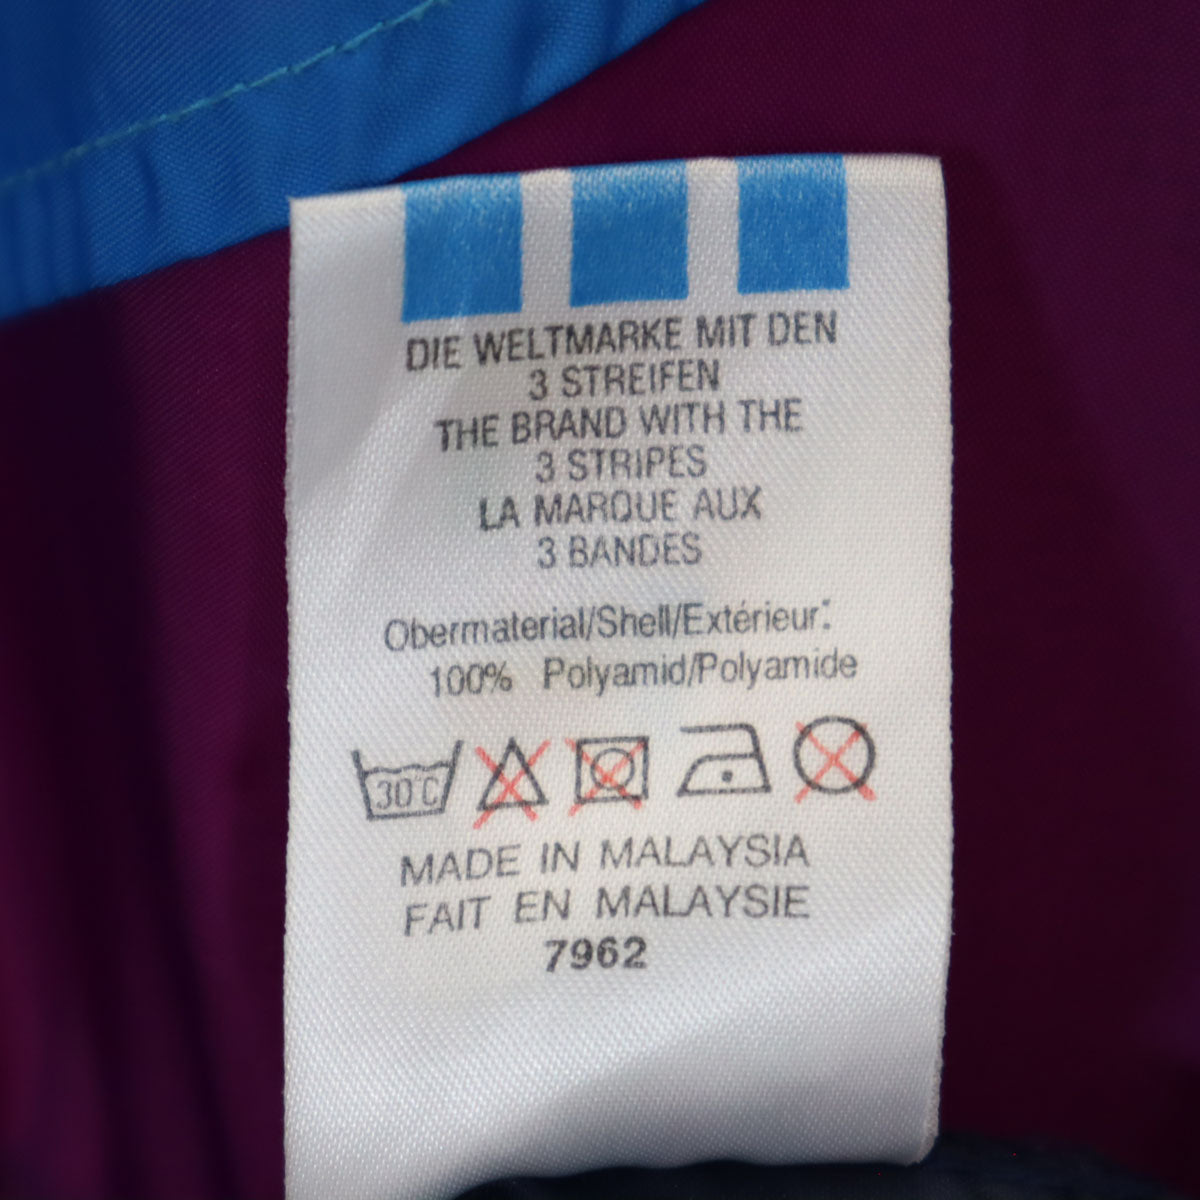 DIE WELTMARKE MIT DEN
3 STREIFEN
THE BRAND WITH THE
3 STRIPES
LA MARQUE AUX
3 BANDES
Obermaterial/Shell/Extérieur:
100% Polyamid/Polyamide
30°C
MADE IN MALAYSIA
FAIT EN MALAYSIE
7962